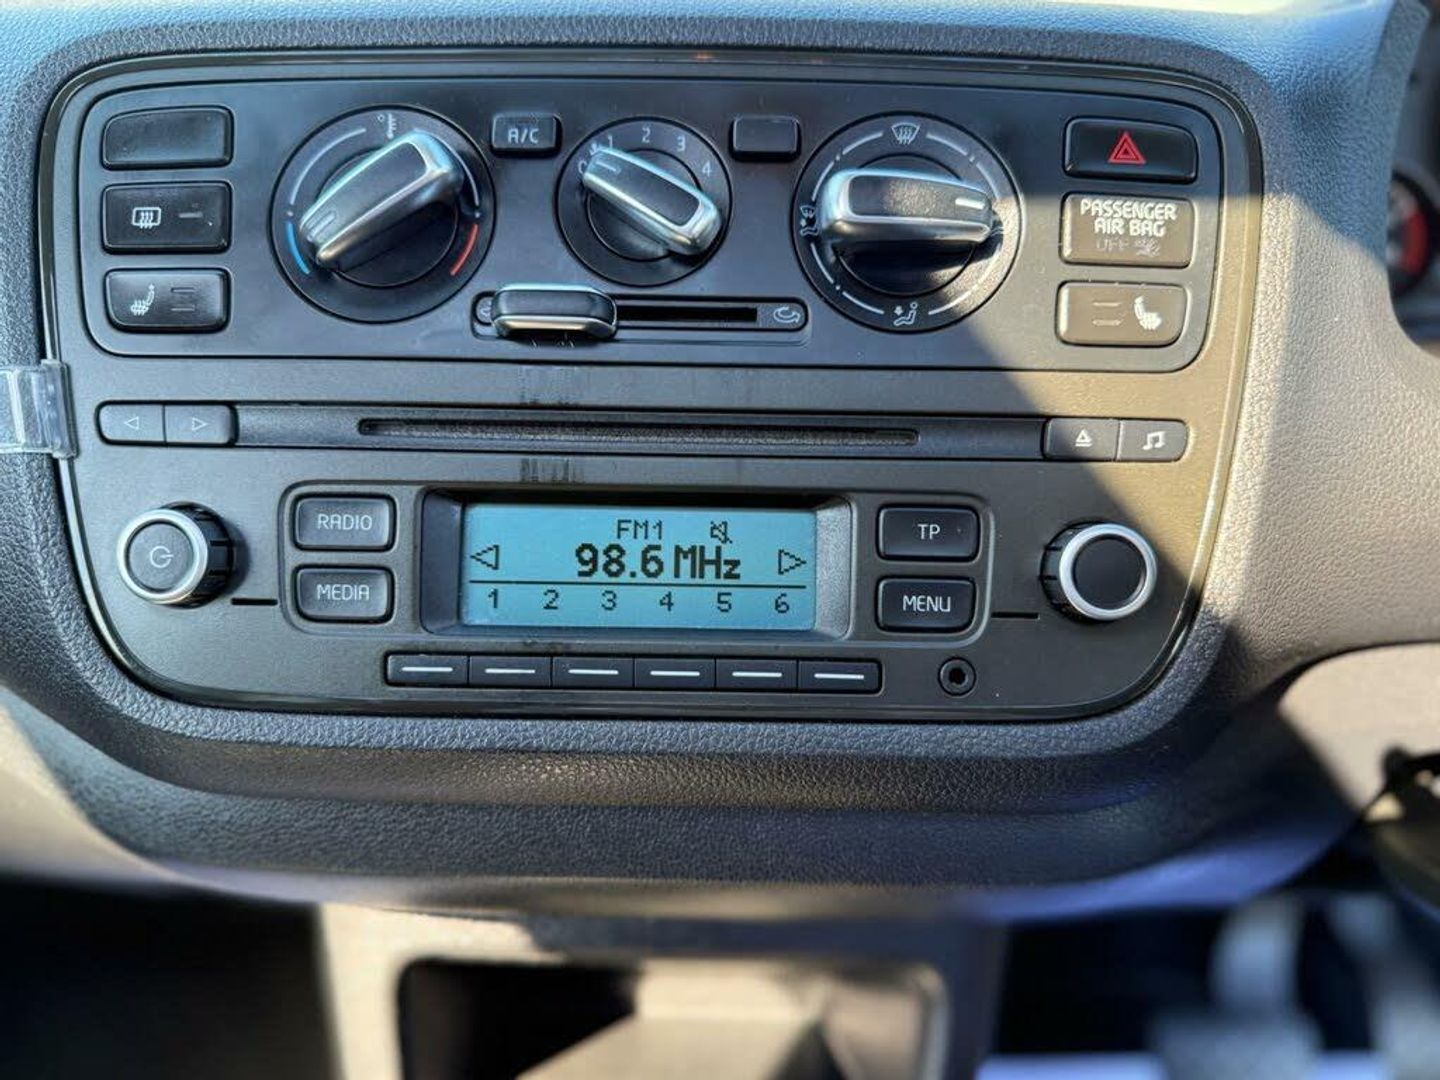 A/C
1 2 3 4
PASSENGER
AIR BAG
OFF
RADIO
MEDIA
FM1
98.6 MHz
1 2 3 4 5 6
TP
MENU